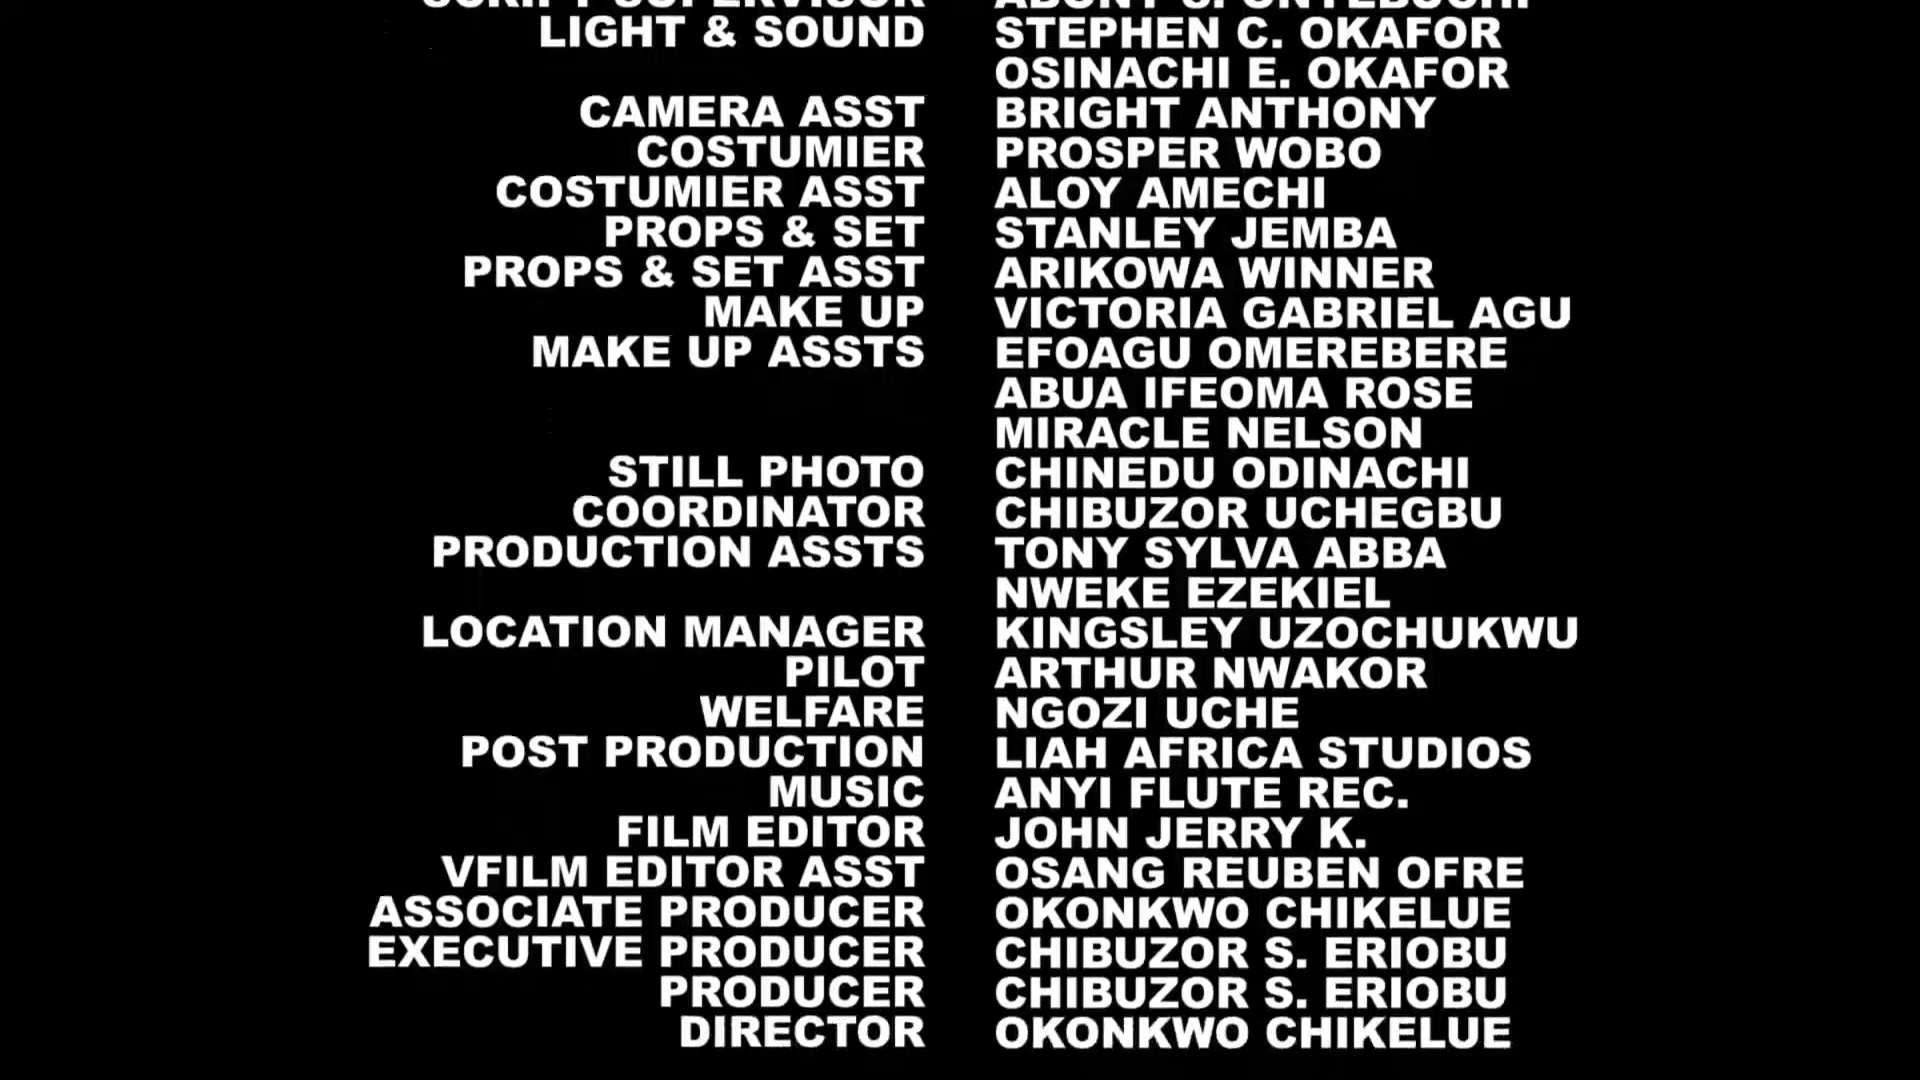 SCRIPT SUPERVISOR
LIGHT & SOUND STEPHEN C. OKAFOR
OSINACHI E. OKAFOR
CAMERA ASST BRIGHT ANTHONY
COSTUMIER PROSPER WOBO
COSTUMIER ASST ALOY AMECHI
PROPS & SET STANLEY JEMBA
PROPS & SET ASST ARIKOWA WINNER
MAKE UP VICTORIA GABRIEL AGU
MAKE UP ASSTS EFOAGU OMEREBERE
ABUA IFEOMA ROSE
MIRACLE NELSON
STILL PHOTO CHINEDU ODINACHI
COORDINATOR CHIBUZOR UCHEGBU
PRODUCTION ASSTS TONY SYLVA ABBA
NWEKE EZEKIEL
LOCATION MANAGER KINGSLEY UZOCHUKWU
PILOT ARTHUR NWAKOR
WELFARE NGOZI UCHE
POST PRODUCTION LIAH AFRICA STUDIOS
MUSIC ANYI FLUTE REC.
FILM EDITOR JOHN JERRY K.
VFILM EDITOR ASST OSANG REUBEN OFRE
ASSOCIATE PRODUCER OKONKWO CHIKELUE
EXECUTIVE PRODUCER CHIBUZOR S. ERIOBU
PRODUCER CHIBUZOR S. ERIOBU
DIRECTOR OKONKWO CHIKELUE